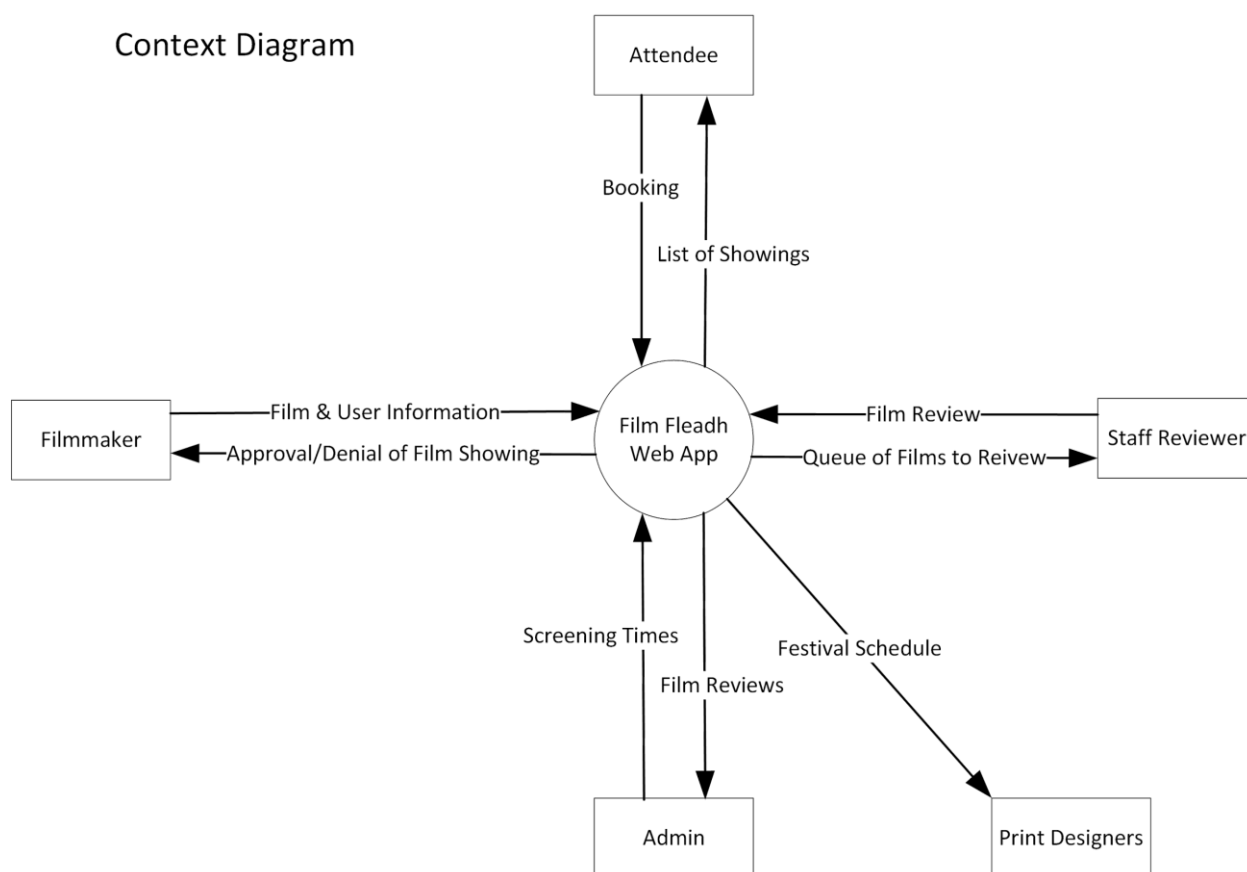 Context Diagram
Attendee
Booking
List of Showings
Film & User Information
Filmmaker
Approval/Denial of Film Showing
Film Fleadh
Web App
Film Review
Staff Reviewer
Queue of Films to Reivew
Screening Times
Film Reviews
Festival Schedule
Admin
Print Designers